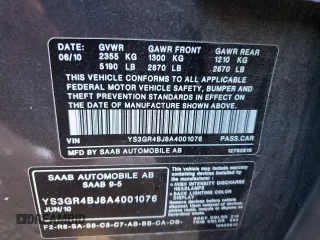 DATE: GVWR GAWR FRONT GAWR REAR
06/10 2355 KG 1300 KG 1210 KG
5190 LB 2870 LB 2670 LB
THIS VEHICLE CONFORMS TO ALL APPLICABLE
FEDERAL MOTOR VEHICLE SAFETY, BUMPER AND
THEFT PREVENTION STANDARDS IN EFFECT ON
THE DATE OF MANUFACTURE SHOWN ABOVE.
VIN YS3GR4BJ8A4001076 PASS.CAR
MFD BY SAAB AUTOMOBILE AB
SAAB AUTOMOBILE AB
SAAB 9-5
YS3GR4BJ8A4001076
JUN/10